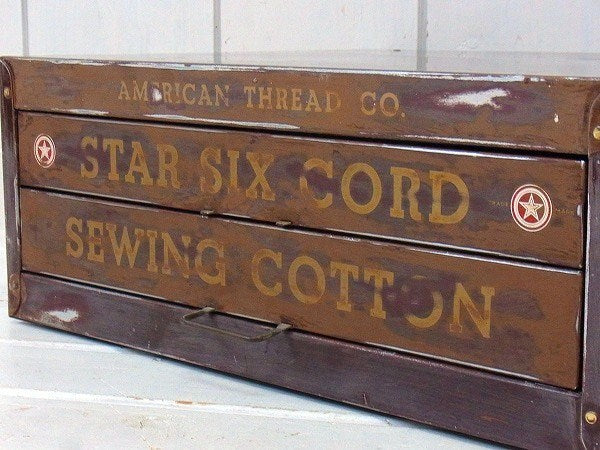 AMERICAN THREAD CO.
STAR SIX CORD
SEWING COTTON